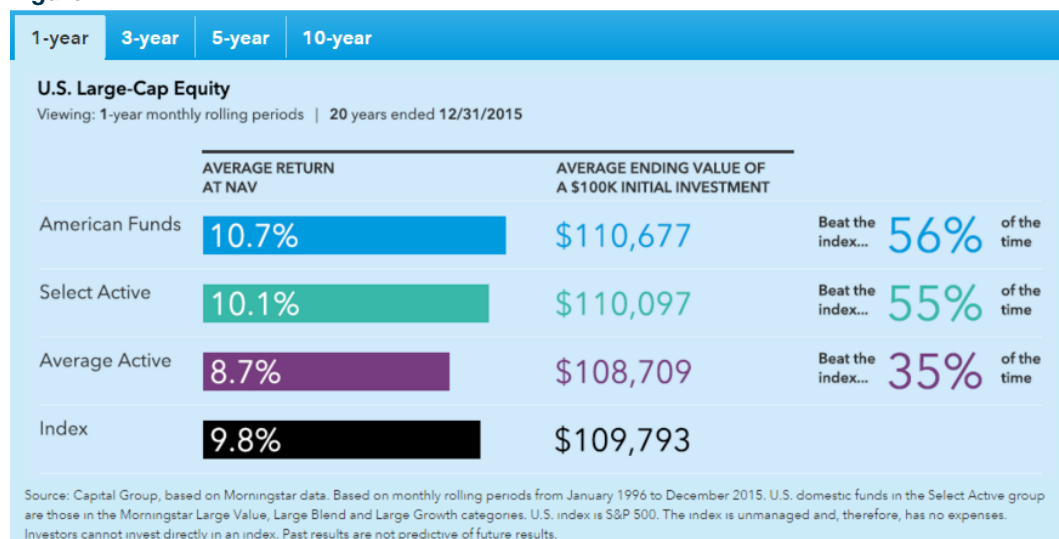 1-year 3-year 5-year 10-year
U.S. Large-Cap Equity
Viewing: 1-year monthly rolling periods | 20 years ended 12/31/2015
AVERAGE RETURN
AT NAV
AVERAGE ENDING VALUE OF
A $100K INITIAL INVESTMENT
American Funds 10.7% $110,677 Beat the index... 56% of the time
Select Active 10.1% $110,097 Beat the index... 55% of the time
Average Active 8.7% $108,709 Beat the index... 35% of the time
Index 9.8% $109,793
Source: Capital Group, based on Morningstar data. Based on monthly rolling periods from January 1996 to December 2015. U.S. domestic funds in the Select Active group
are those in the Morningstar Large Value, Large Blend and Large Growth categories. U.S. index is S&P 500. The index is unmanaged and, therefore, has no expenses.
Investors cannot invest directly in an index. Past results are not predictive of future results.